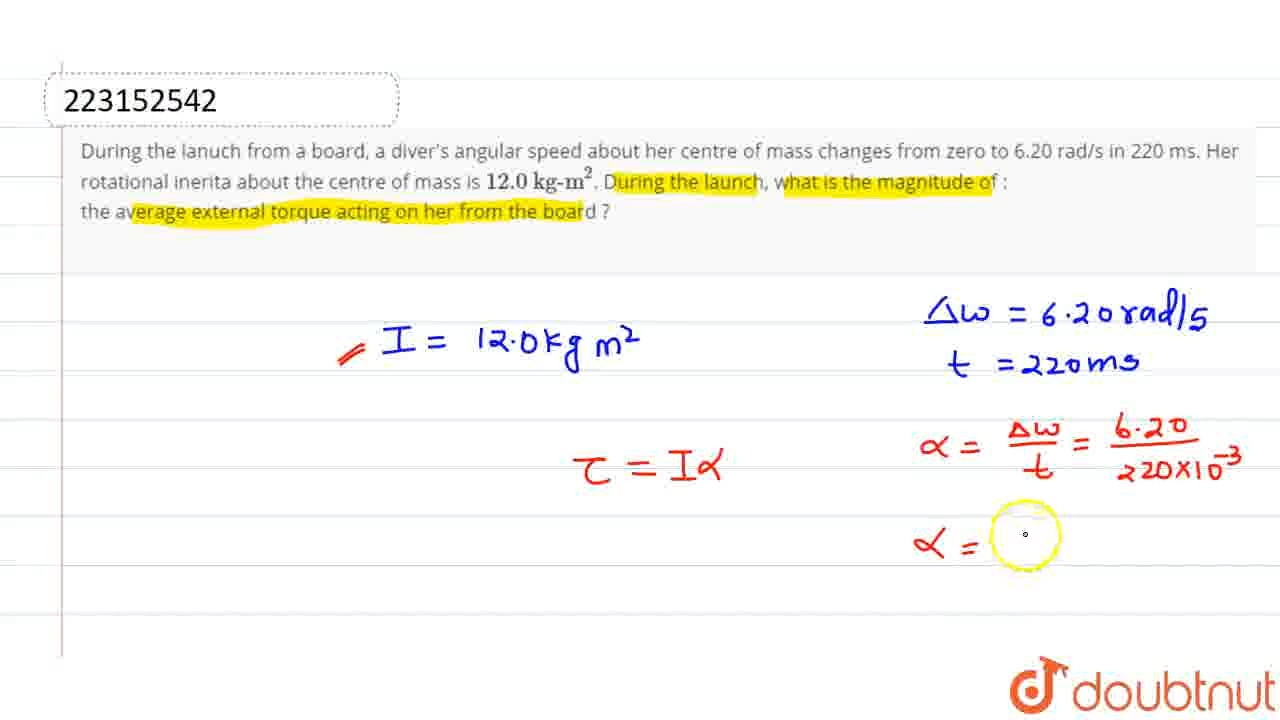 223152542
During the lanuch from a board, a diver's angular speed about her centre of mass changes from zero to 6.20 rad/s in 220 ms. Her
rotational inerita about the centre of mass is 12.0 kg-m². During the launch, what is the magnitude of :
the average external torque acting on her from the board ?
Δω = 6.20 rad/s
I = 12.0 kg m²
t = 220 ms
α = Δω/t = 6.20/220×10⁻³
τ = Iα
α =
doubtnut